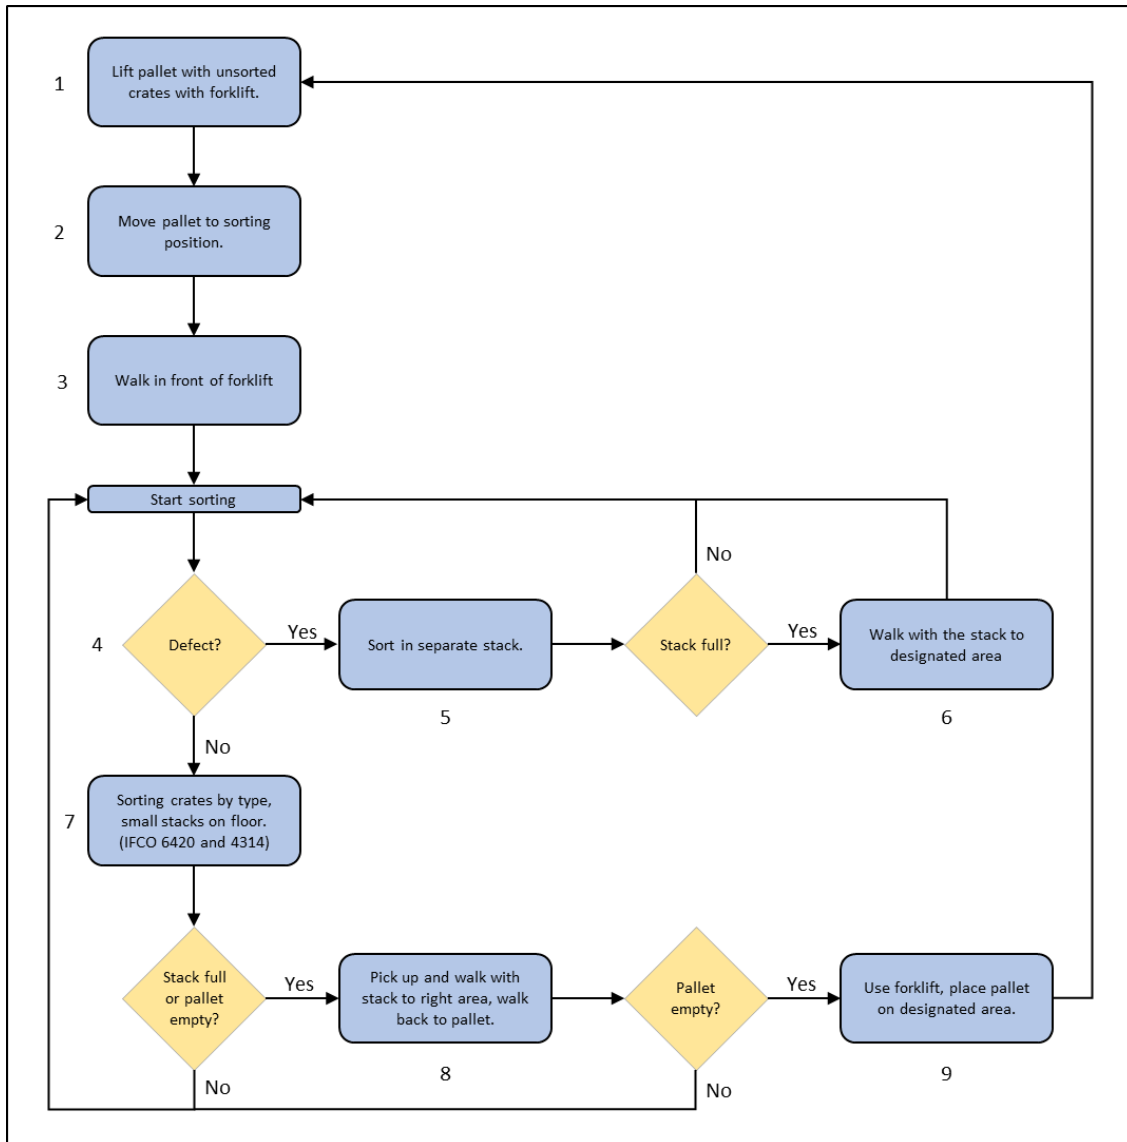 1
Lift pallet with unsorted
crates with forklift.
2
Move pallet to sorting
position.
3
Walk in front of forklift
Start sorting
No
4
Defect?
Yes
Sort in separate stack.
Stack full?
Yes
Walk with the stack to
designated area
5
6
No
7
Sorting crates by type,
small stacks on floor.
(IFCO 6420 and 4314)
Stack full
or pallet
empty?
Yes
Pick up and walk with
stack to right area, walk
back to pallet.
Pallet
empty?
Yes
Use forklift, place pallet
on designated area.
8
9
No
No